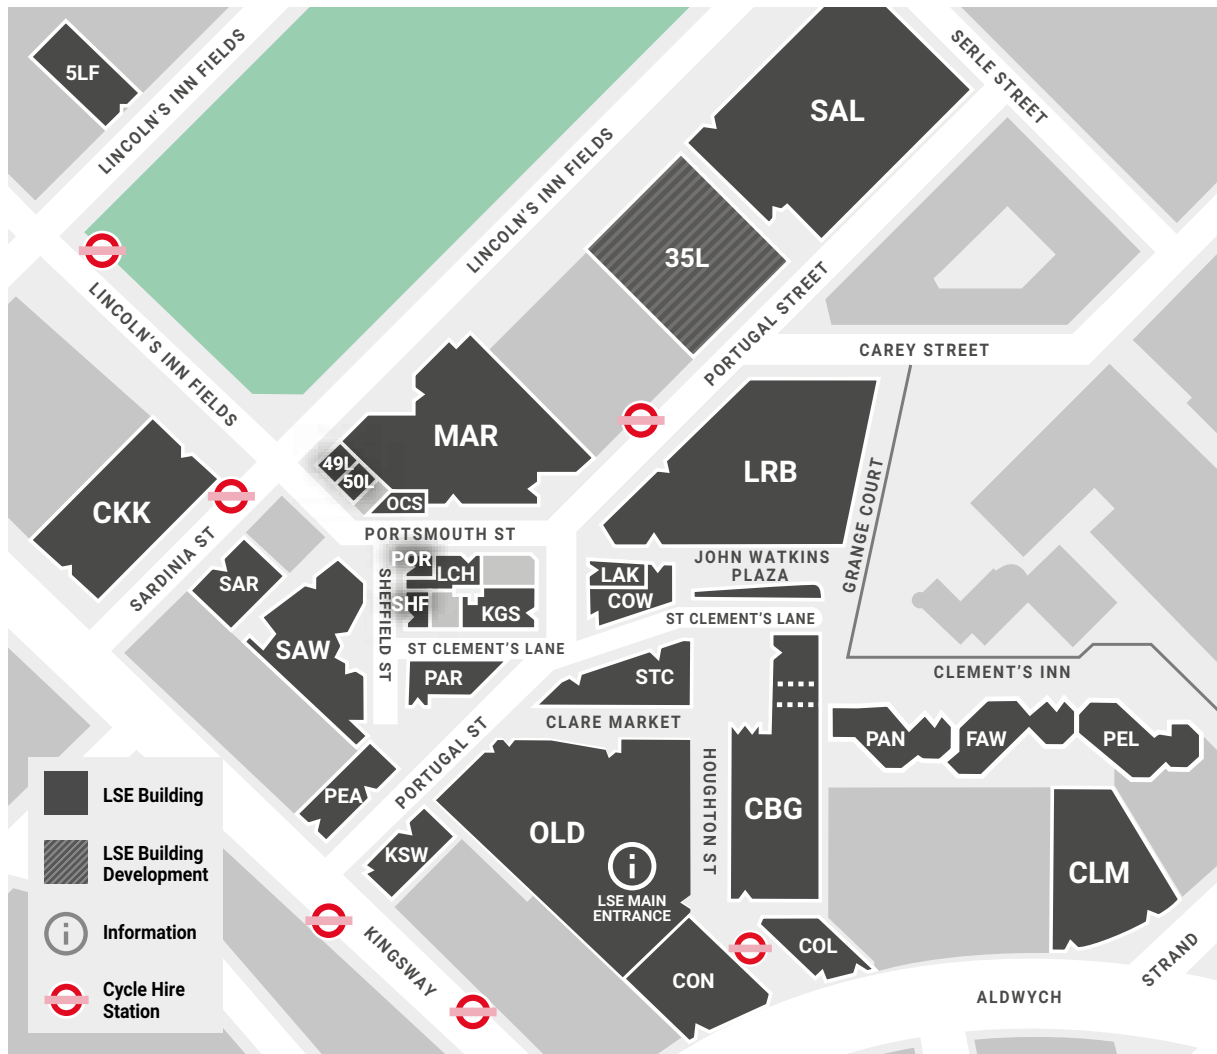 5LF
LINCOLN'S INN FIELDS
SERLE STREET
SAL
LINCOLN'S INN FIELDS
35L
LINCOLN'S INN FIELDS
PORTUGAL STREET
CAREY STREET
MAR
49L
50L
OCS
LRB
CKK
GRANGE COURT
PORTSMOUTH ST
SARDINIA ST
JOHN WATKINS
PLAZA
POR
LCH
SAR
SHEFFIELD ST
LAK
COW
SHF
KGS
ST CLEMENT'S LANE
SAW
ST CLEMENT'S LANE
PAR
STC
CLEMENT'S INN
CLARE MARKET
PAN
FAW
PEL
PORTUGAL ST
HOUGHTON ST
PEA
CBG
OLD
KSW
CLM
LSE MAIN
ENTRANCE
COL
CON
KINGSWAY
STRAND
ALDWYCH
LSE Building
LSE Building
Development
Information
Cycle Hire
Station